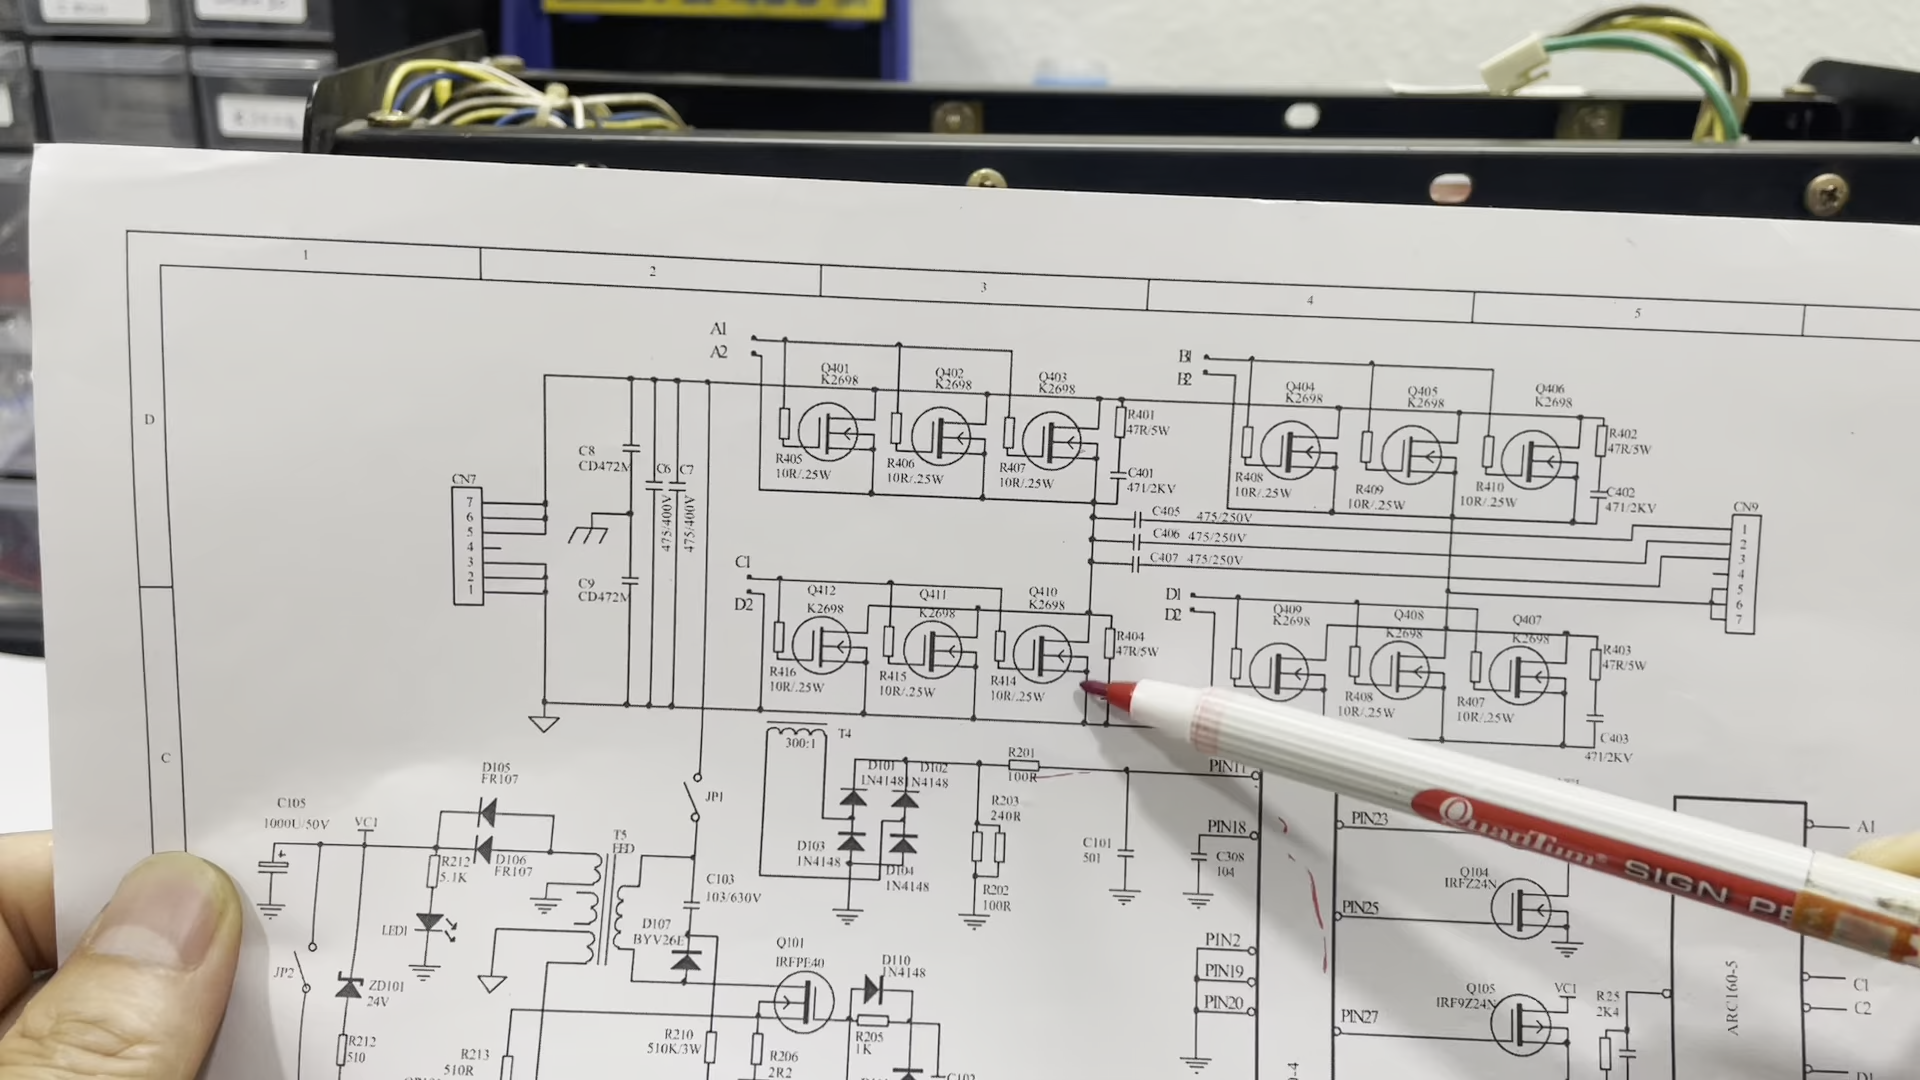 1
2
3
4
5
D
C
A1
A2
Q401
K2698
Q402
K2698
Q403
K2698
R401
47R/5W
C401
471/2KV
R405
10R/.25W
R406
10R/.25W
R407
10R/.25W
B1
B2
Q404
K2698
Q405
K2698
Q406
K2698
R402
47R/5W
C402
471/2KV
R408
10R/.25W
R409
10R/.25W
R410
10R/.25W
C8
CD472M
C6
475/400V
C7
475/400V
C9
CD472M
CN7
7
6
5
4
3
2
1
C405 475/250V
C406 475/250V
C407 475/250V
CN9
1
2
3
4
5
6
7
C1
D2
Q412
K2698
Q411
K2698
Q410
K2698
R404
47R/5W
R416
10R/.25W
R415
10R/.25W
R414
10R/.25W
D1
D2
Q409
K2698
Q408
K2698
Q407
K2698
R403
47R/5W
R408
10R/.25W
R407
10R/.25W
C403
471/2KV
300:1
T4
D101
1N4148
D102
1N4148
D103
1N4148
D104
1N4148
R201
100R
R203
240R
R202
100R
C101
501
JP1
D105
FR107
D106
FR107
C105
1000U/50V
VC1
R212
5.1K
LED1
T5
EED
C103
103/630V
D107
BYV26E
Q101
IRFPE40
D110
1N4148
R205
1K
R206
2R2
R210
510K/3W
R213
510R
JP2
ZD101
24V
R212
510
C102
PIN11
PIN18
C308
104
PIN2
PIN19
PIN20
PIN23
PIN25
PIN27
Q104
IRFZ24N
Q105
IRF9Z24N
VC1
R25
2K4
ARC160-5
A1
C1
C2
D1
QuanTum® SIGN PE